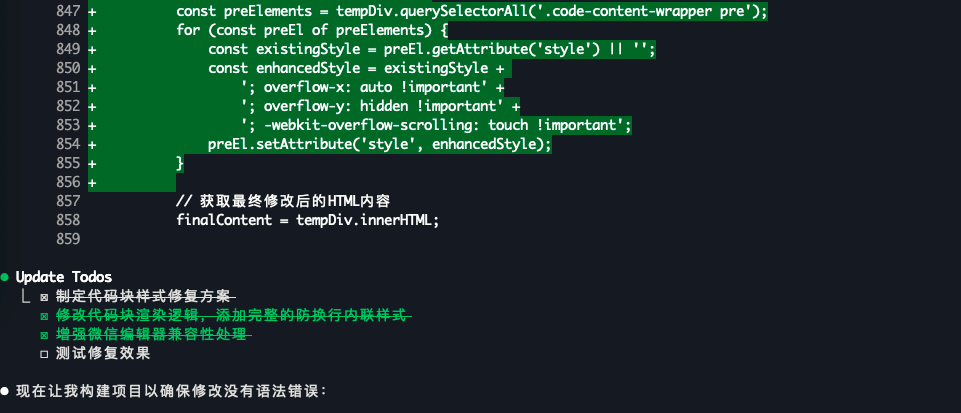 847 +         const preElements = tempDiv.querySelectorAll('.code-content-wrapper pre');
848 +         for (const preEl of preElements) {
849 +             const existingStyle = preEl.getAttribute('style') || '';
850 +             const enhancedStyle = existingStyle +
851 +                 '; overflow-x: auto !important' +
852 +                 '; overflow-y: hidden !important' +
853 +                 '; -webkit-overflow-scrolling: touch !important';
854 +             preEl.setAttribute('style', enhancedStyle);
855 +         }
856 +
857           // 获取最终修改后的HTML内容
858           finalContent = tempDiv.innerHTML;
859
● Update Todos
⎿ ☒ 制定代码块样式修复方案
☒ 修改代码块渲染逻辑，添加完整的防换行内联样式
☒ 增强微信编辑器兼容性处理
☐ 测试修复效果
● 现在让我构建项目以确保修改没有语法错误：